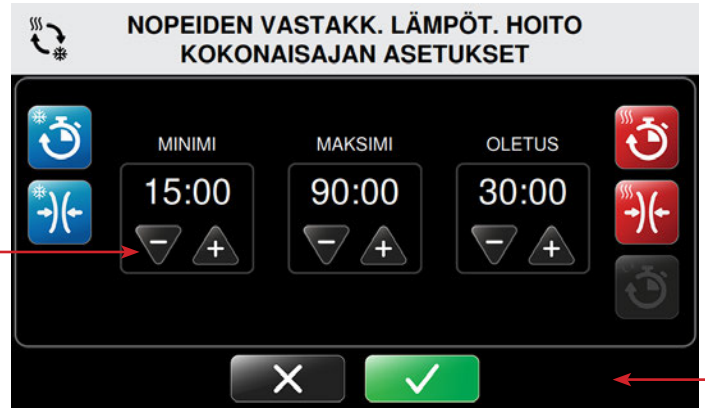 NOPEIDEN VASTAKK. LÄMPÖT. HOITO
KOKONAISAJAN ASETUKSET
MINIMI MAKSIMI OLETUS
15:00 90:00 30:00